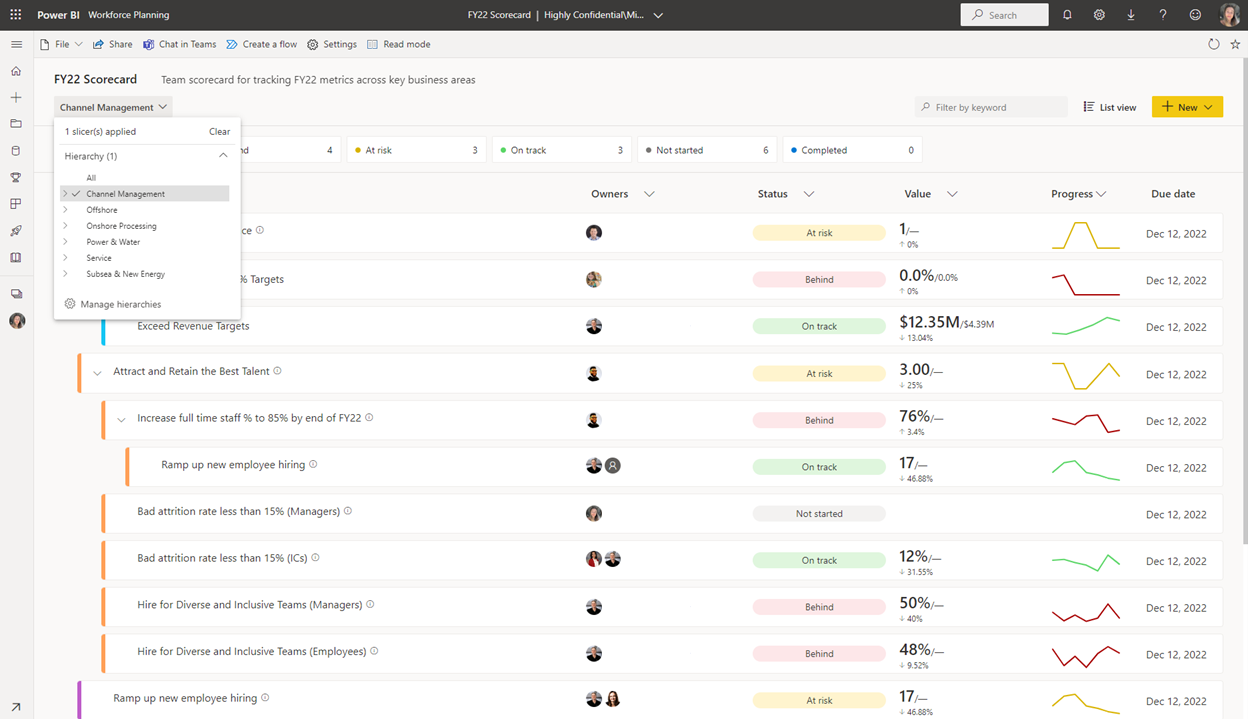 Power BI Workforce Planning FY22 Scorecard | Highly Confidential\Mi... Search
File Share Chat in Teams Create a flow Settings Read mode
FY22 Scorecard Team scorecard for tracking FY22 metrics across key business areas
Channel Management Filter by keyword List view New
1 slicer(s) applied Clear
nd 4 At risk 3 On track 3 Not started 6 Completed 0
Hierarchy (1)
All
Channel Management
Offshore
Onshore Processing
Power & Water
Service
Subsea & New Energy
Manage hierarchies
Owners Status Value Progress Due date
ce At risk 1/— Dec 12, 2022
↑ 0%
% Targets Behind 0.0%/0.0% Dec 12, 2022
↑ 0%
Exceed Revenue Targets On track $12.35M/$4.39M Dec 12, 2022
↓ 13.04%
Attract and Retain the Best Talent At risk 3.00/— Dec 12, 2022
↓ 25%
Increase full time staff % to 85% by end of FY22 Behind 76%/— Dec 12, 2022
↑ 3.4%
Ramp up new employee hiring On track 17/— Dec 12, 2022
↓ 46.88%
Bad attrition rate less than 15% (Managers) Not started Dec 12, 2022
Bad attrition rate less than 15% (ICs) On track 12%/— Dec 12, 2022
↓ 31.55%
Hire for Diverse and Inclusive Teams (Managers) Behind 50%/— Dec 12, 2022
↓ 40%
Hire for Diverse and Inclusive Teams (Employees) Behind 48%/— Dec 12, 2022
↓ 9.52%
Ramp up new employee hiring At risk 17/— Dec 12, 2022
↓ 46.88%